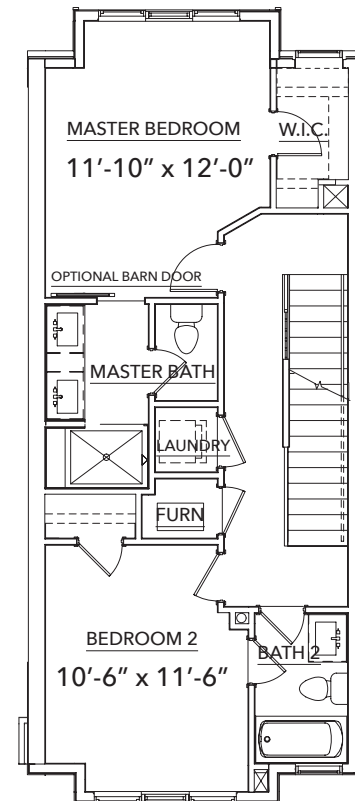 MASTER BEDROOM
11’-10” x 12’-0”
W.I.C.
OPTIONAL BARN DOOR
MASTER BATH
LAUNDRY
FURN
BEDROOM 2
10’-6” x 11’-6”
BATH 2